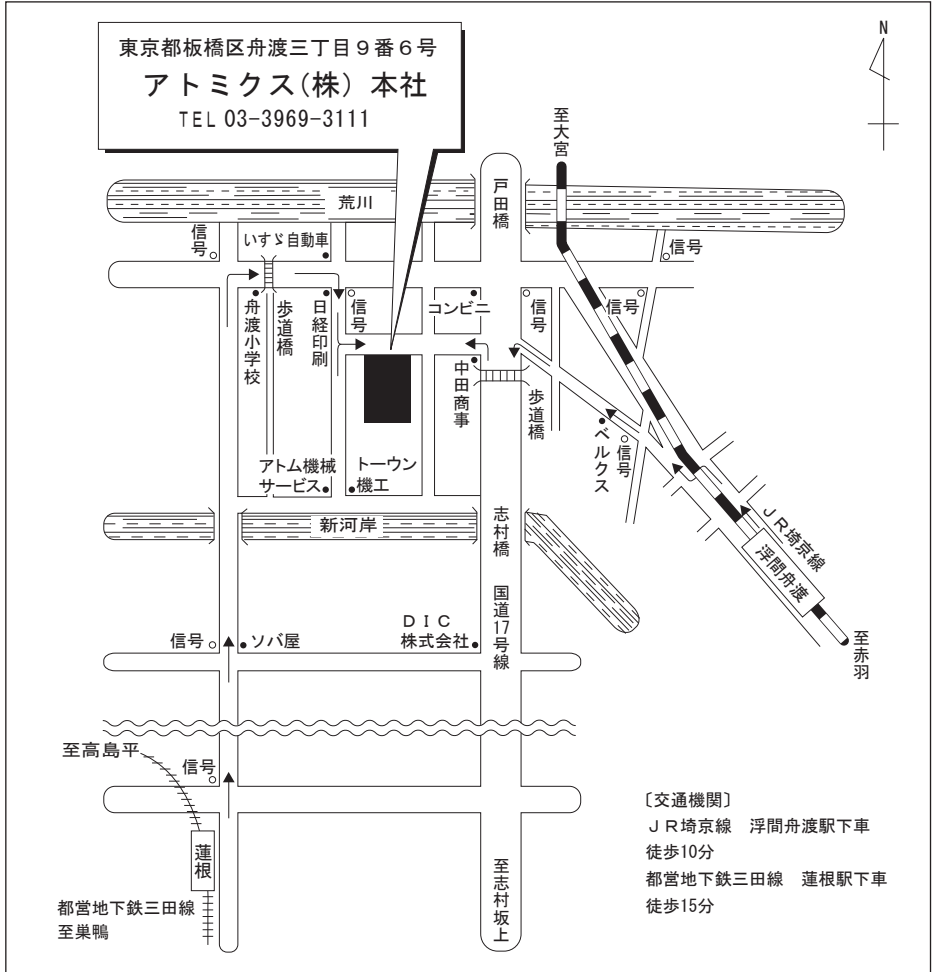 東京都板橋区舟渡三丁目9番6号
アトミクス(株) 本社
TEL 03-3969-3111
N
至大宮
戸田橋
荒川
信号
いすゞ自動車
信号
舟渡小学校
歩道橋
日経印刷
信号
コンビニ
信号
信号
中田商事
歩道橋
ベルクス
信号
アトム機械
サービス
トーウン
機工
新河岸
志村橋
JR埼京線
浮間舟渡
国道17号線
至赤羽
信号
ソバ屋
DIC
株式会社
至高島平
信号
蓮根
都営地下鉄三田線
至巣鴨
至志村坂上
〔交通機関〕
JR埼京線 浮間舟渡駅下車
徒歩10分
都営地下鉄三田線 蓮根駅下車
徒歩15分